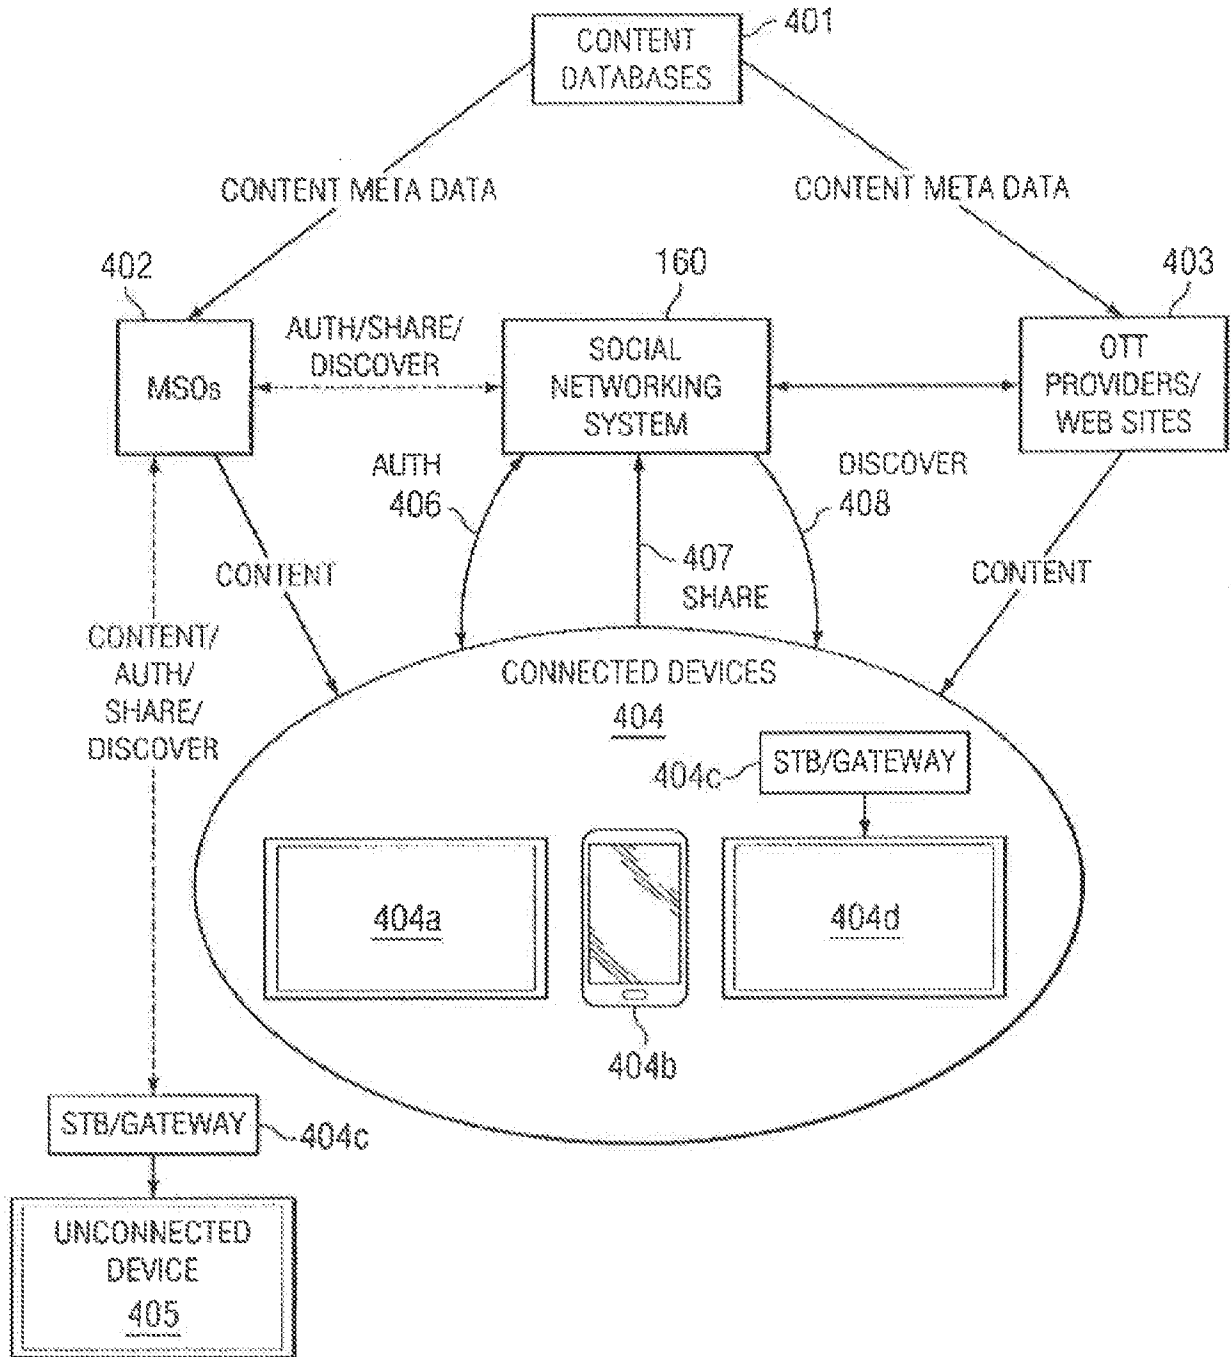 401
CONTENT
DATABASES
CONTENT META DATA
CONTENT META DATA
402
160
403
MSOs
AUTH/SHARE/
DISCOVER
SOCIAL
NETWORKING
SYSTEM
OTT
PROVIDERS/
WEB SITES
AUTH
406
DISCOVER
408
407
SHARE
CONTENT
CONTENT
CONTENT/
AUTH/
SHARE/
DISCOVER
CONNECTED DEVICES
404
404c
STB/GATEWAY
404a
404d
404b
STB/GATEWAY
404c
UNCONNECTED
DEVICE
405